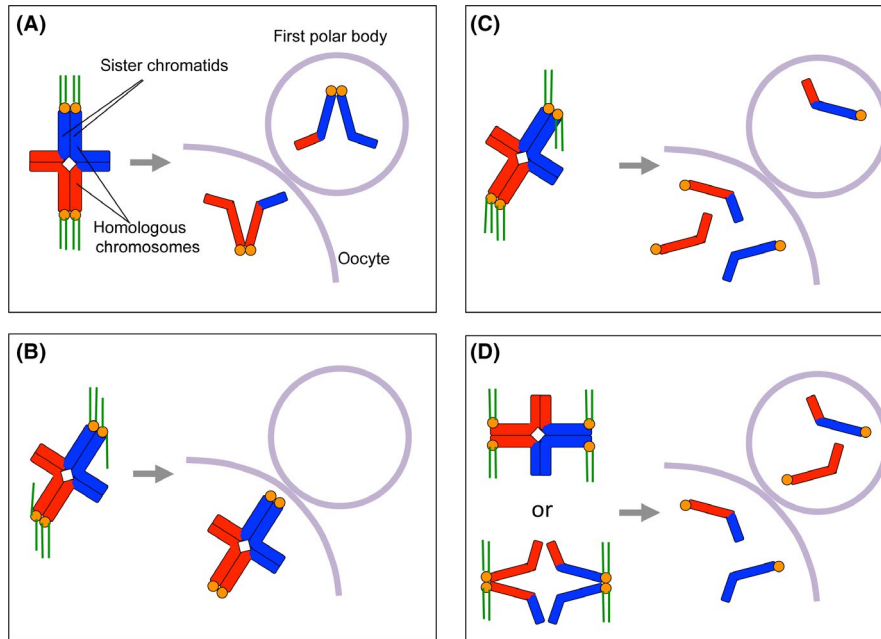 (A)
First polar body
Sister chromatids
Homologous
chromosomes
Oocyte
(B)
(C)
(D)
or